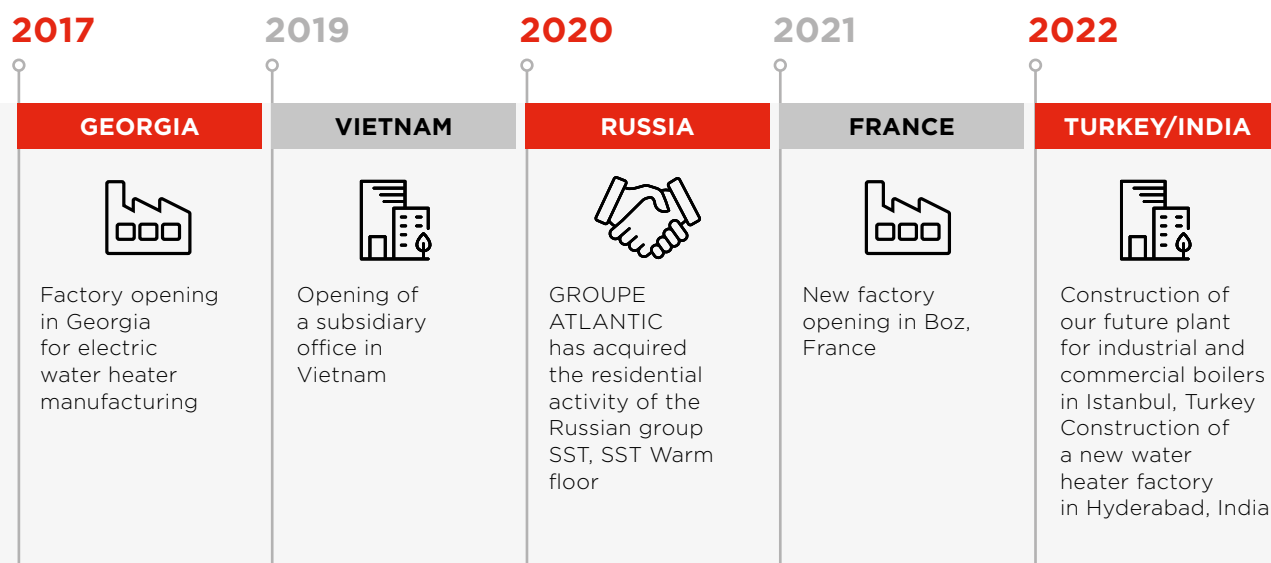 2017
GEORGIA
Factory opening
in Georgia
for electric
water heater
manufacturing
2019
VIETNAM
Opening of
a subsidiary
office in
Vietnam
2020
RUSSIA
GROUPE
ATLANTIC
has acquired
the residential
activity of the
Russian group
SST, SST Warm
floor
2021
FRANCE
New factory
opening in Boz,
France
2022
TURKEY/INDIA
Construction of
our future plant
for industrial and
commercial boilers
in Istanbul, Turkey
Construction of
a new water
heater factory
in Hyderabad, India